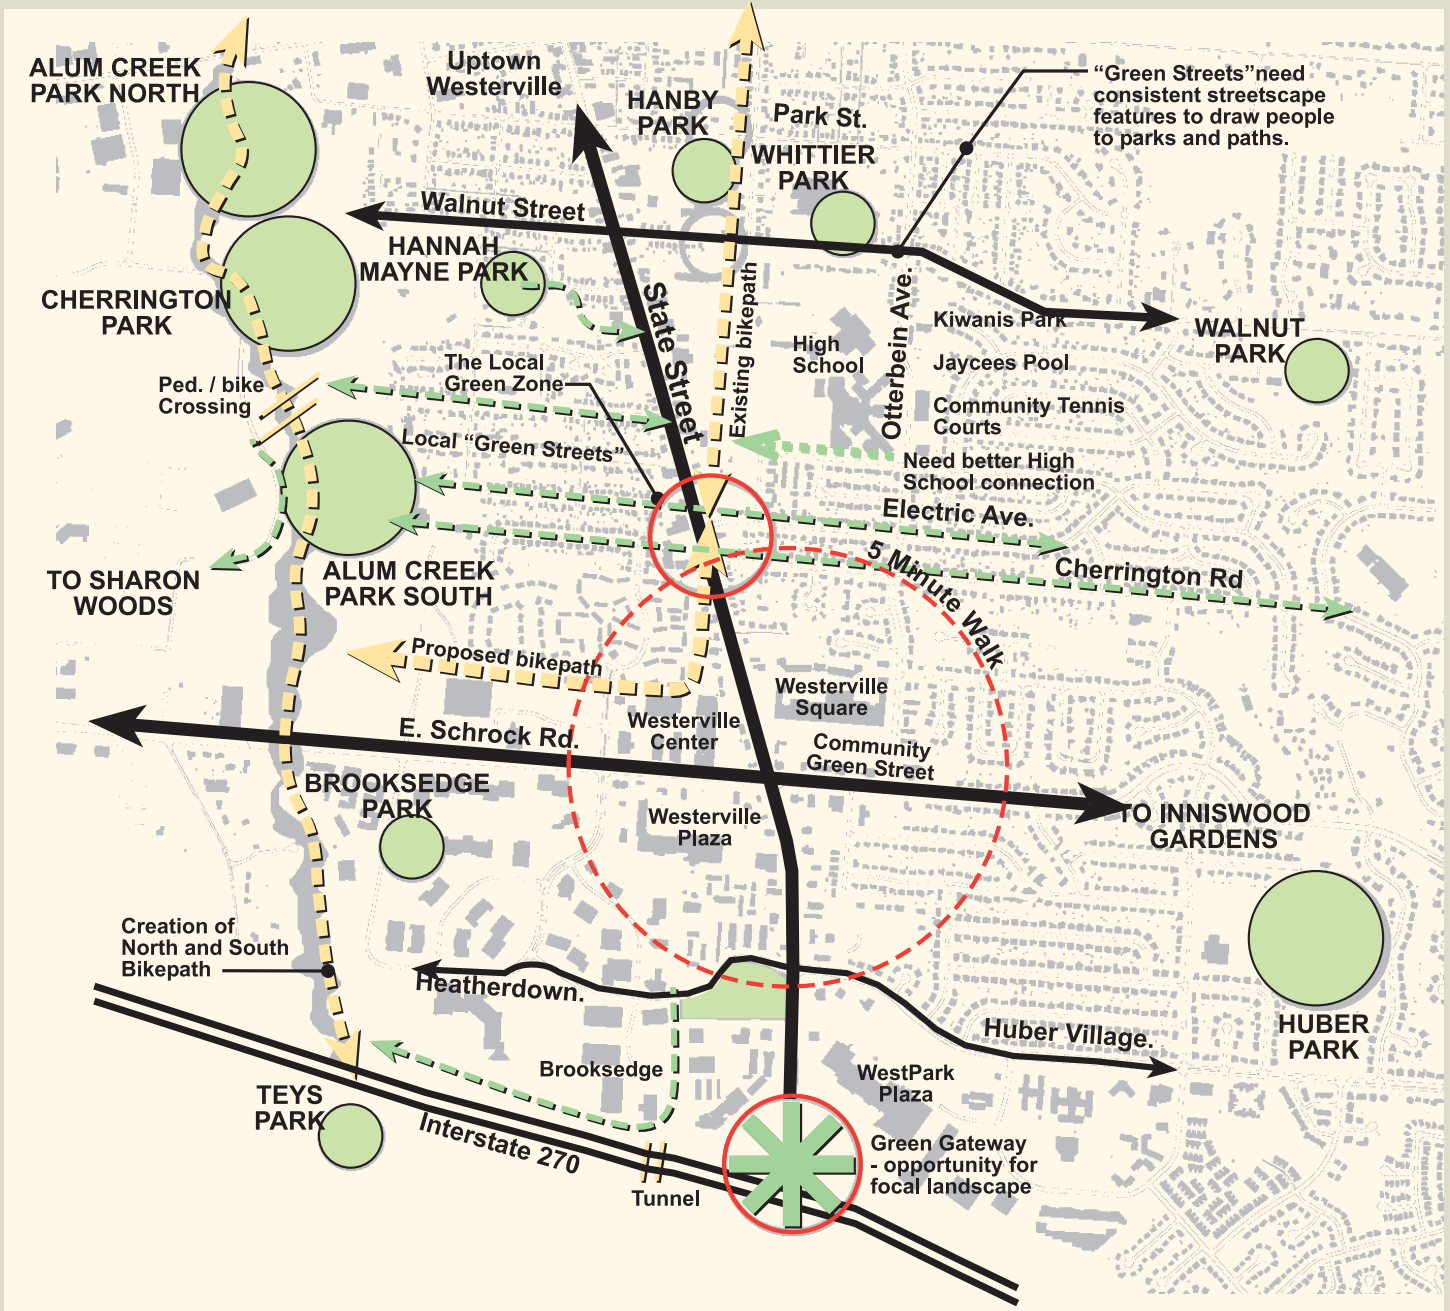 ALUM CREEK
PARK NORTH
Uptown
Westerville
HANBY
PARK
Park St.
WHITTIER
PARK
“Green Streets”need
consistent streetscape
features to draw people
to parks and paths.
Walnut Street
HANNAH
MAYNE PARK
CHERRINGTON
PARK
State Street
Existing bikepath
Otterbein Ave.
Kiwanis Park
WALNUT
PARK
High
School
Jaycees Pool
The Local
Green Zone
Ped. / bike
Crossing
Community Tennis
Courts
Local “Green Streets”
Need better High
School connection
Electric Ave.
5 Minute Walk
Cherrington Rd
TO SHARON
WOODS
ALUM CREEK
PARK SOUTH
Proposed bikepath
Westerville
Square
Westerville
Center
E. Schrock Rd.
Community
Green Street
BROOKSEDGE
PARK
Westerville
Plaza
TO INNISWOOD
GARDENS
Creation of
North and South
Bikepath
Heatherdown.
Huber Village.
HUBER
PARK
Brooksedge
WestPark
Plaza
TEYS
PARK
Interstate 270
Green Gateway
- opportunity for
focal landscape
Tunnel